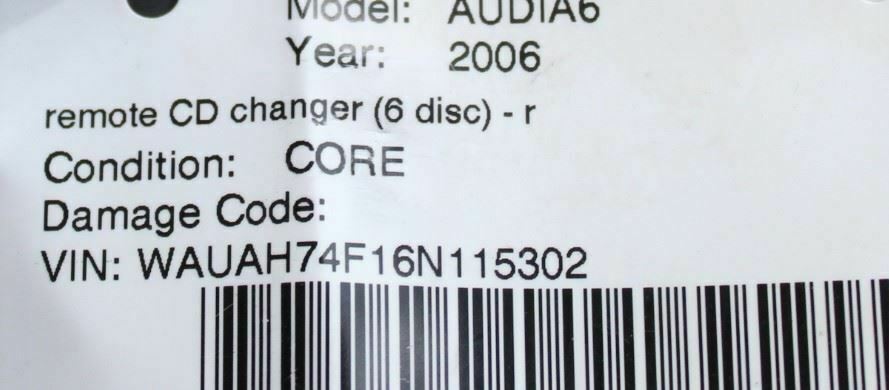 Model: AUDIA6
Year: 2006
remote CD changer (6 disc) - r
Condition: CORE
Damage Code:
VIN: WAUAH74F16N115302